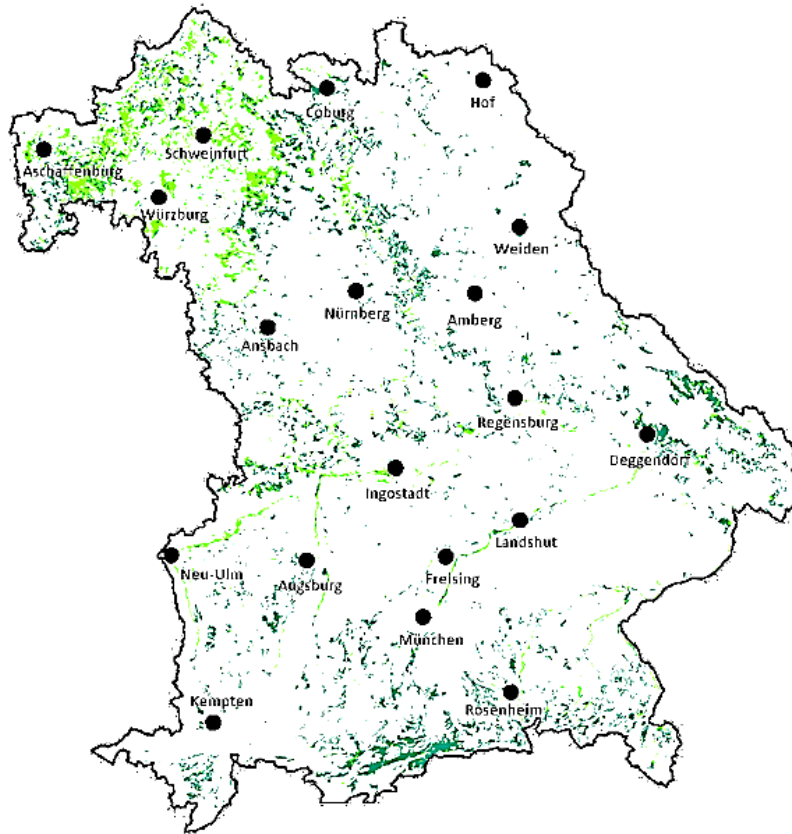 Coburg
Hof
Schweinfurt
Aschaffenburg
Würzburg
Weiden
Nürnberg
Amberg
Ansbach
Regensburg
Deggendorf
Ingostadt
Landshut
Neu-Ulm
Augsburg
Freising
München
Kempten
Rosenheim